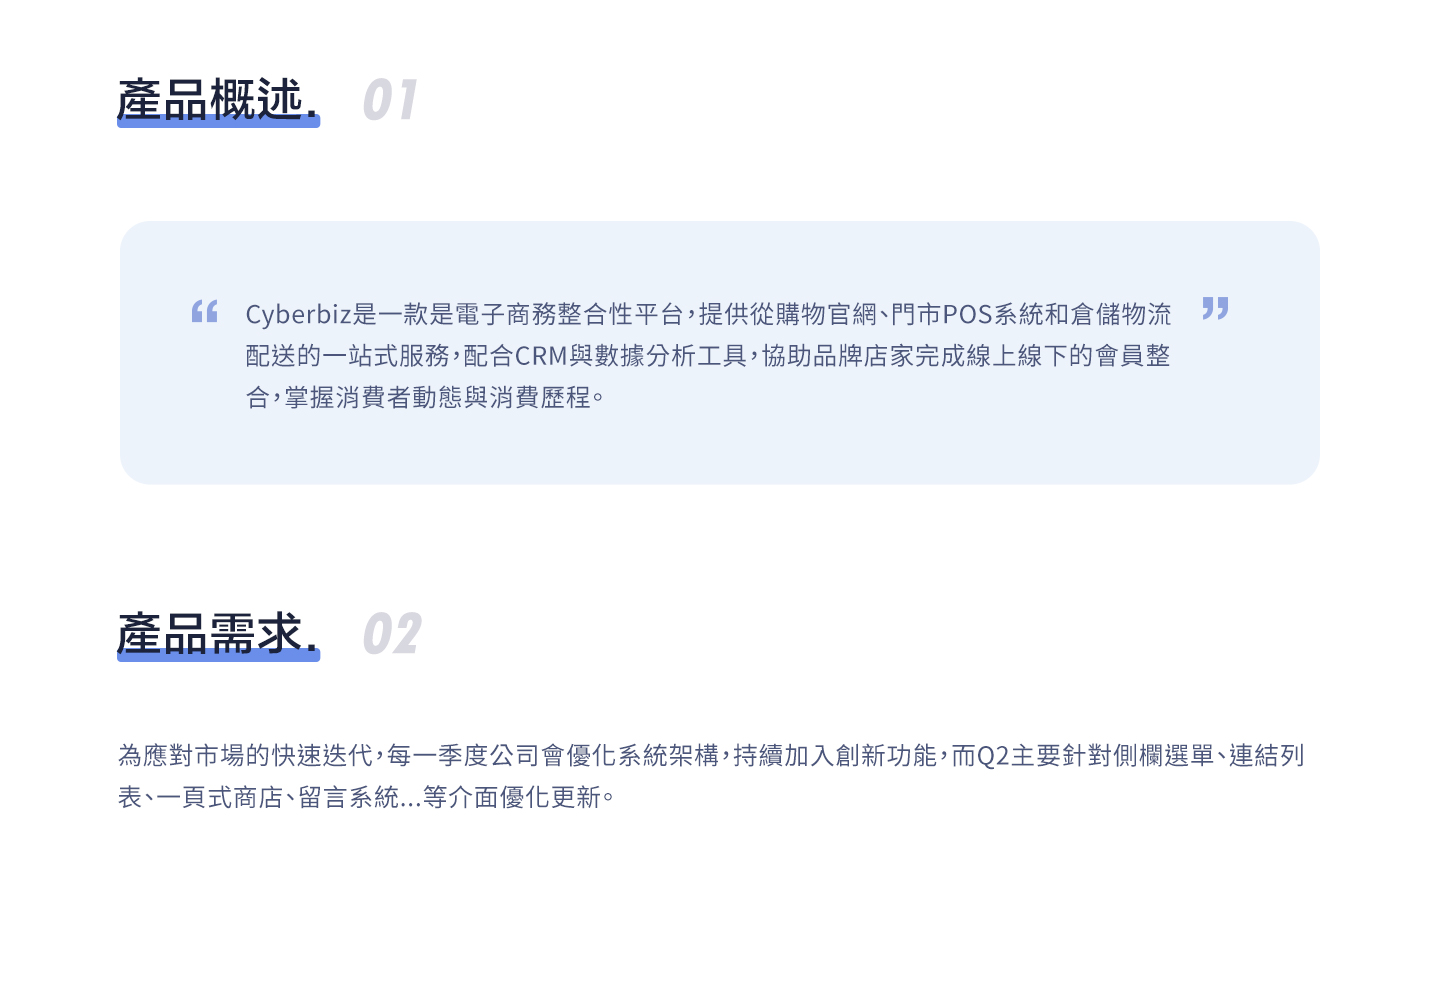 產品概述. 01
“ Cyberbiz是一款是電子商務整合性平台，提供從購物官網、門市POS系統和倉儲物流 ”
配送的一站式服務，配合CRM與數據分析工具，協助品牌店家完成線上線下的會員整
合，掌握消費者動態與消費歷程。
產品需求. 02
為應對市場的快速迭代，每一季度公司會優化系統架構，持續加入創新功能，而Q2主要針對側欄選單、連結列
表、一頁式商店、留言系統...等介面優化更新。